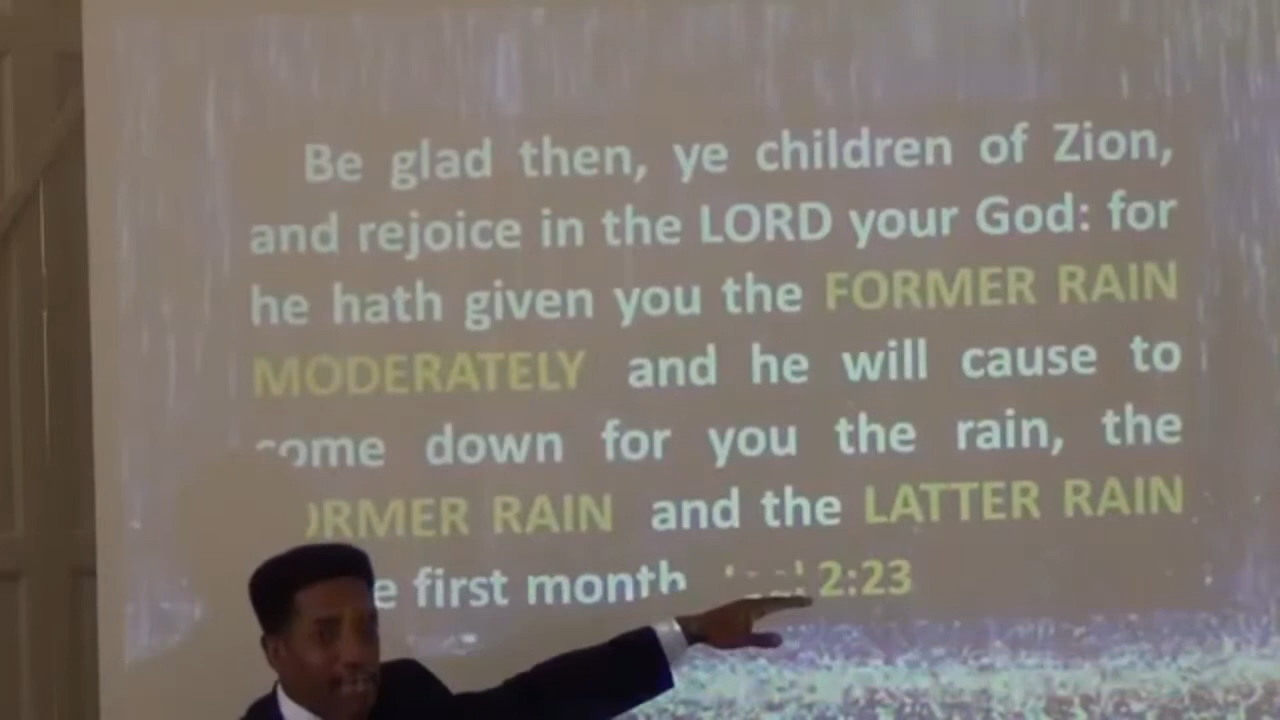 Be glad then, ye children of Zion,
and rejoice in the LORD your God: for
he hath given you the FORMER RAIN
MODERATELY and he will cause to
come down for you the rain, the
RMER RAIN and the LATTER RAIN
e first month 2:23